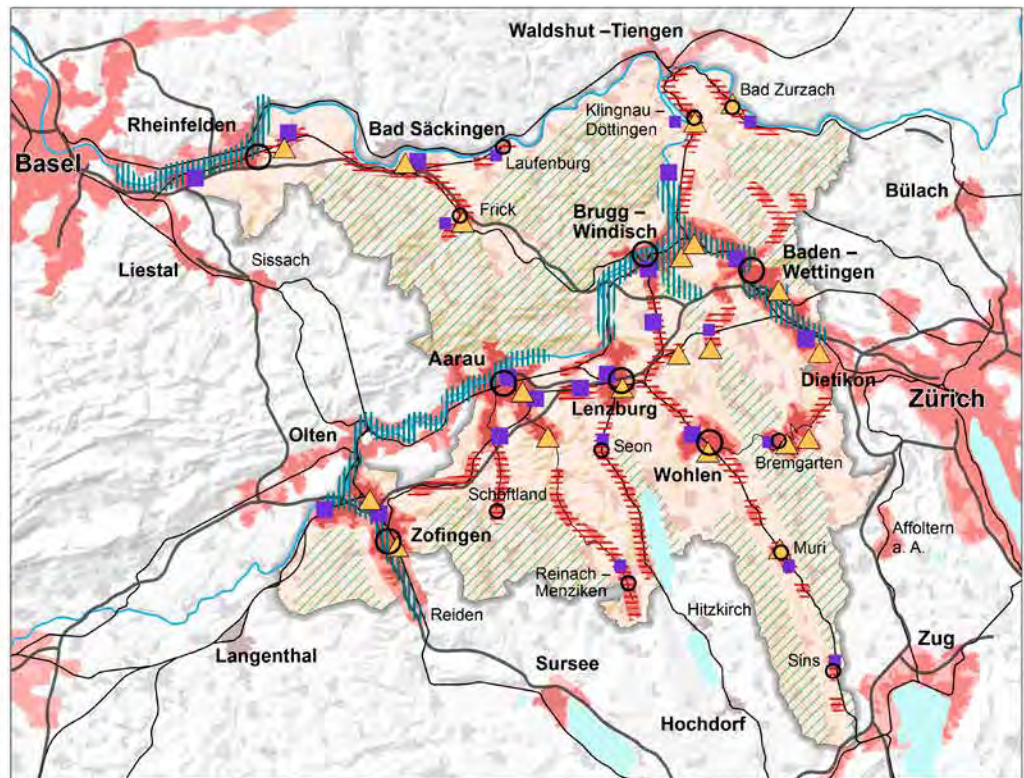 Waldshut –Tiengen
Bad Zurzach
Klingnau –
Döttingen
Rheinfelden
Bad Säckingen
Basel
Laufenburg
Bülach
Frick
Brugg –
Windisch
Baden –
Wettingen
Liestal
Sissach
Aarau
Dietikon
Zürich
Lenzburg
Olten
Seon
Wohlen
Bremgarten
Schöftland
Affoltern
a. A.
Zofingen
Muri
Reinach –
Menziken
Hitzkirch
Reiden
Langenthal
Sursee
Zug
Sins
Hochdorf